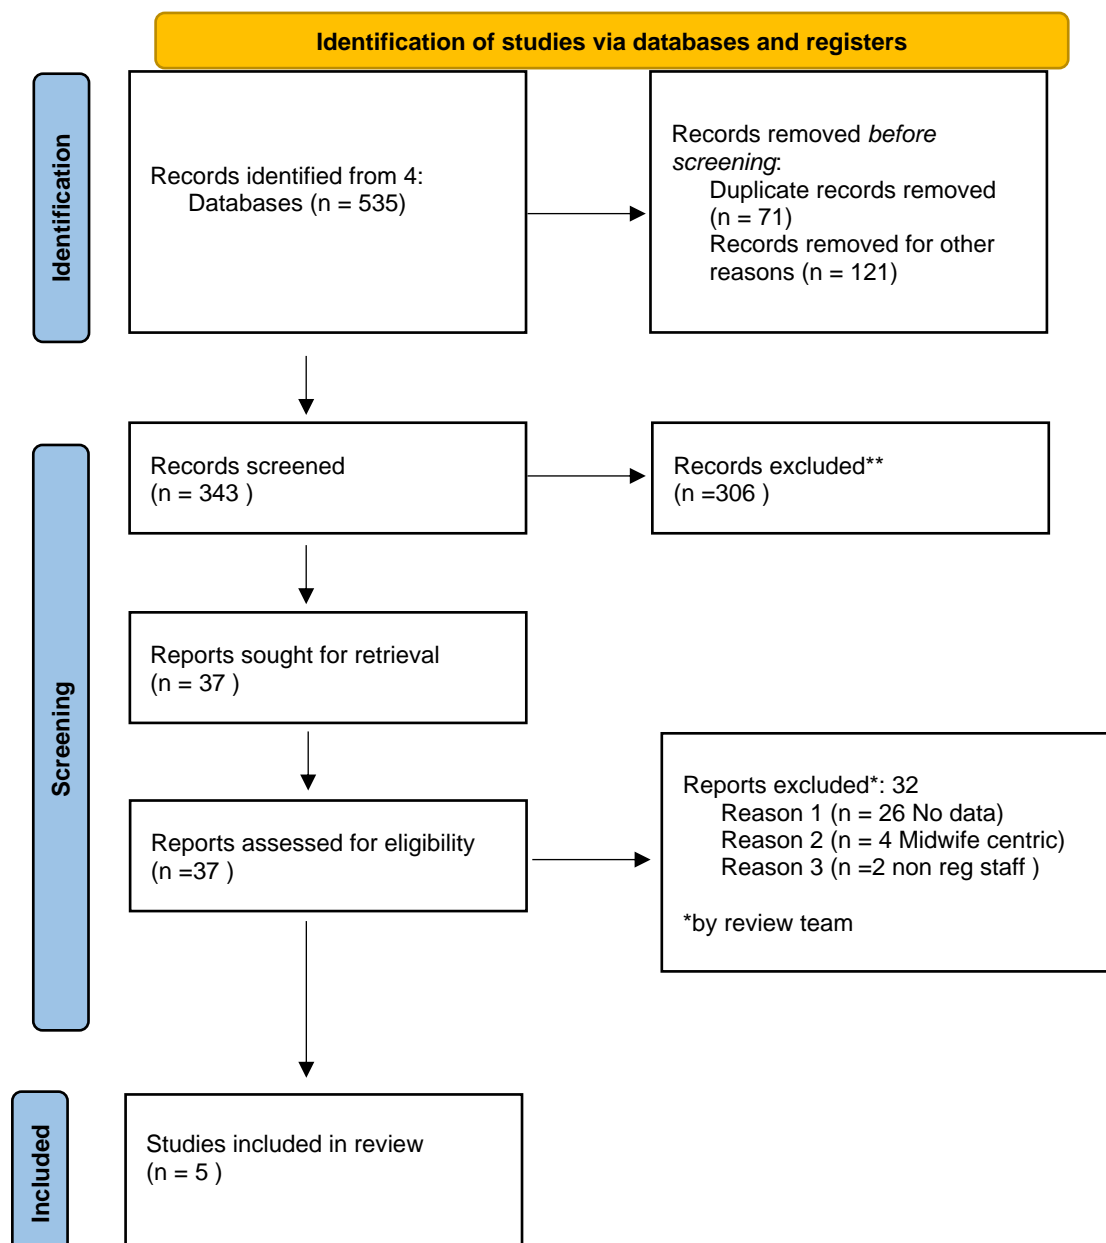 Identification of studies via databases and registers
Identification
Records identified from 4:
Databases (n = 535)
Records removed before
screening:
Duplicate records removed
(n = 71)
Records removed for other
reasons (n = 121)
Screening
Records screened
(n = 343 )
Records excluded**
(n =306 )
Reports sought for retrieval
(n = 37 )
Reports assessed for eligibility
(n =37 )
Reports excluded*: 32
Reason 1 (n = 26 No data)
Reason 2 (n = 4 Midwife centric)
Reason 3 (n =2 non reg staff )
*by review team
Included
Studies included in review
(n = 5 )